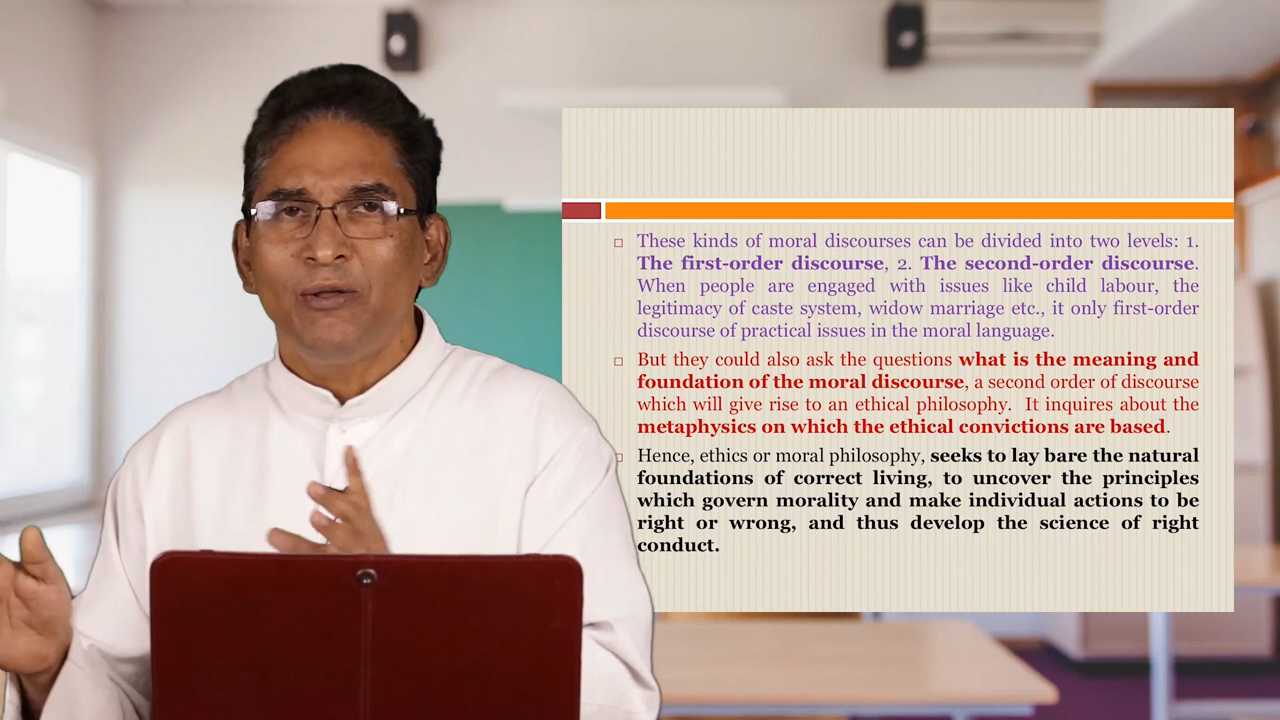 These kinds of moral discourses can be divided into two levels: 1.
The first-order discourse, 2. The second-order discourse.
When people are engaged with issues like child labour, the
legitimacy of caste system, widow marriage etc., it only first-order
discourse of practical issues in the moral language.
But they could also ask the questions what is the meaning and
foundation of the moral discourse, a second order of discourse
which will give rise to an ethical philosophy. It inquires about the
metaphysics on which the ethical convictions are based.
Hence, ethics or moral philosophy, seeks to lay bare the natural
foundations of correct living, to uncover the principles
which govern morality and make individual actions to be
right or wrong, and thus develop the science of right
conduct.